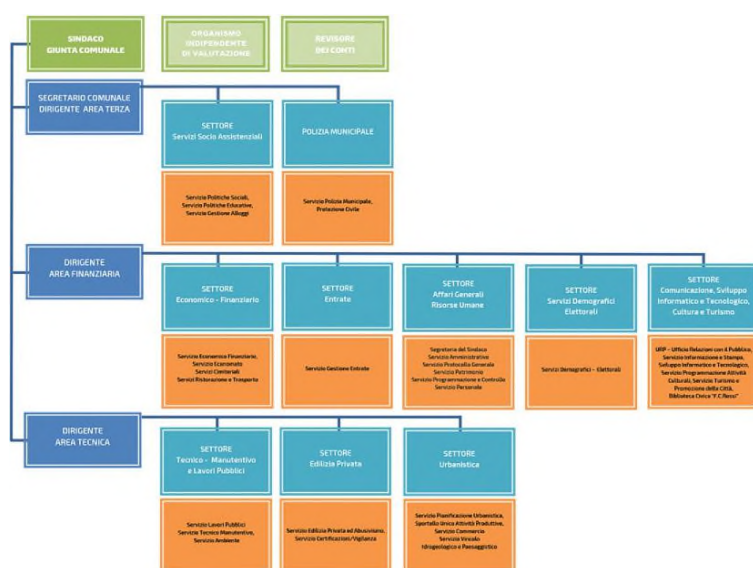 SINDACO
GIUNTA COMUNALE
ORGANISMO
INDIPENDENTE
DI VALUTAZIONE
REVISORE
DEI CONTI
SEGRETARIO COMUNALE
DIRIGENTE AREA TERZA
SETTORE
Servizi Socio Assistenziali
POLIZIA MUNICIPALE
Servizio Politiche Sociali,
Servizio Politiche Educative,
Servizio Gestione Alloggi
Servizio Polizia Municipale,
Protezione Civile
DIRIGENTE
AREA FINANZIARIA
SETTORE
Economico - Finanziario
SETTORE
Entrate
SETTORE
Affari Generali
Risorse Umane
SETTORE
Servizi Demografici
Elettorali
SETTORE
Comunicazione, Sviluppo
Informatico e Tecnologico,
Cultura e Turismo
Servizio Economico Finanziario,
Servizio Economato
Servizi Cimiteriali
Servizi Ristorazione e Trasporto
Servizio Gestione Entrate
Segreteria del Sindaco
Servizio Amministrativo
Servizio Protocollo Generale
Servizio Patrimonio
Servizio Programmazione e Controllo
Servizio Personale
Servizi Demografici - Elettorali
URP - Ufficio Relazioni con il Pubblico,
Servizio Informazione e Stampa,
Sviluppo Informatico e Tecnologico,
Servizio Programmazione Attività
Culturali, Servizio Turismo e
Promozione della Città,
Biblioteca Civica "F.C.Rossi"
DIRIGENTE
AREA TECNICA
SETTORE
Tecnico - Manutentivo
e Lavori Pubblici
SETTORE
Edilizia Privata
SETTORE
Urbanistica
Servizio Lavori Pubblici
Servizio Tecnico Manutentivo,
Servizio Ambiente
Servizio Edilizia Privata ed Abusivismo,
Servizio Certificazioni/Vigilanza
Servizio Pianificazione Urbanistica,
Sportello Unico Attività Produttive,
Servizio Commercio
Servizio Vincolo
Idrogeologico e Paesaggistico